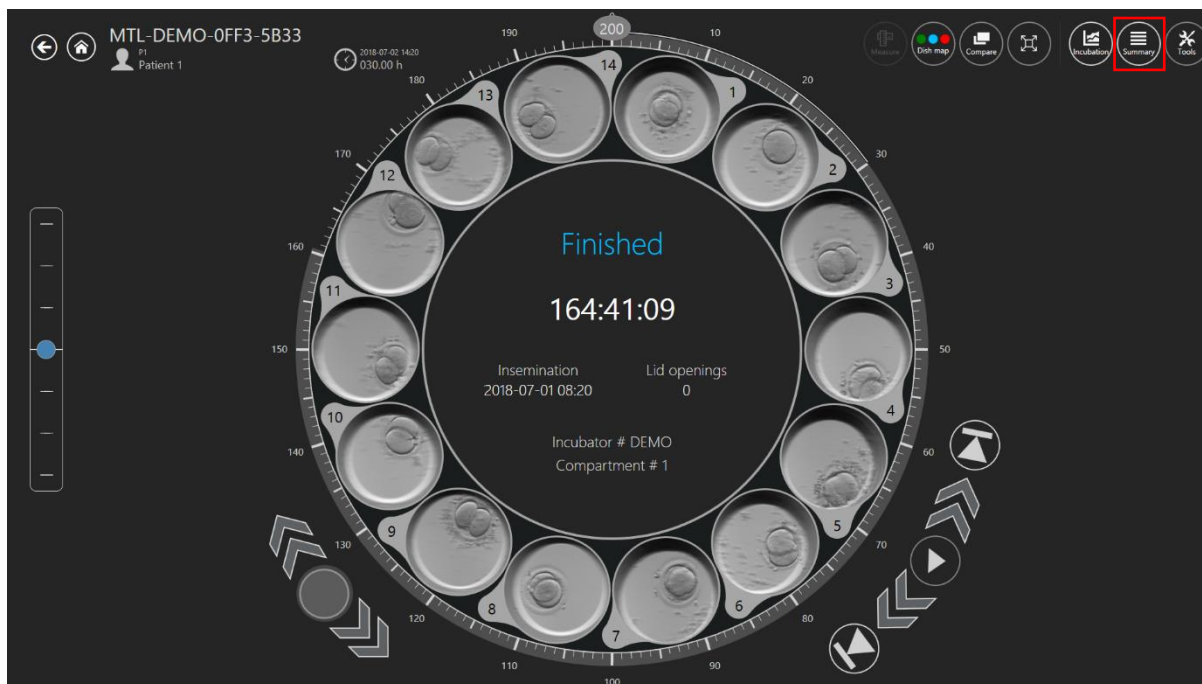 MTL-DEMO-0FF3-5B33
P1
Patient 1
2018-07-02 14:20
030.00 h
Measure
Dish map
Compare
Incubation
Summary
Tools
200
10
20
30
40
50
60
70
80
90
100
110
120
130
140
150
160
170
180
190
1
2
3
4
5
6
7
8
9
10
11
12
13
14
Finished
164:41:09
Insemination
Lid openings
2018-07-01 08:20
0
Incubator # DEMO
Compartment # 1